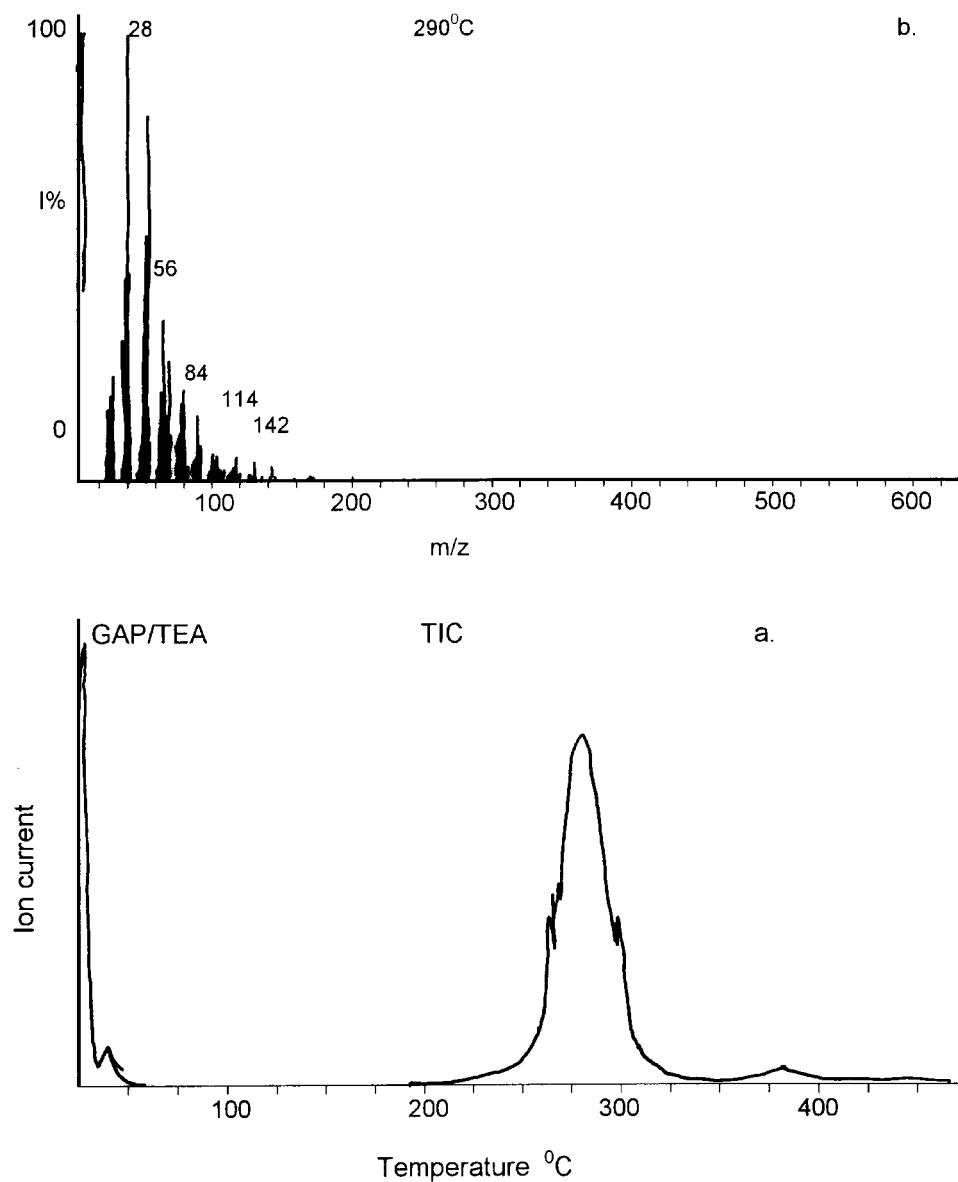 100 28 290⁰C b.
I%
56
84
114
0 142
100 200 300 400 500 600
m/z
GAP/TEA TIC a.
Ion current
100 200 300 400
Temperature ⁰C